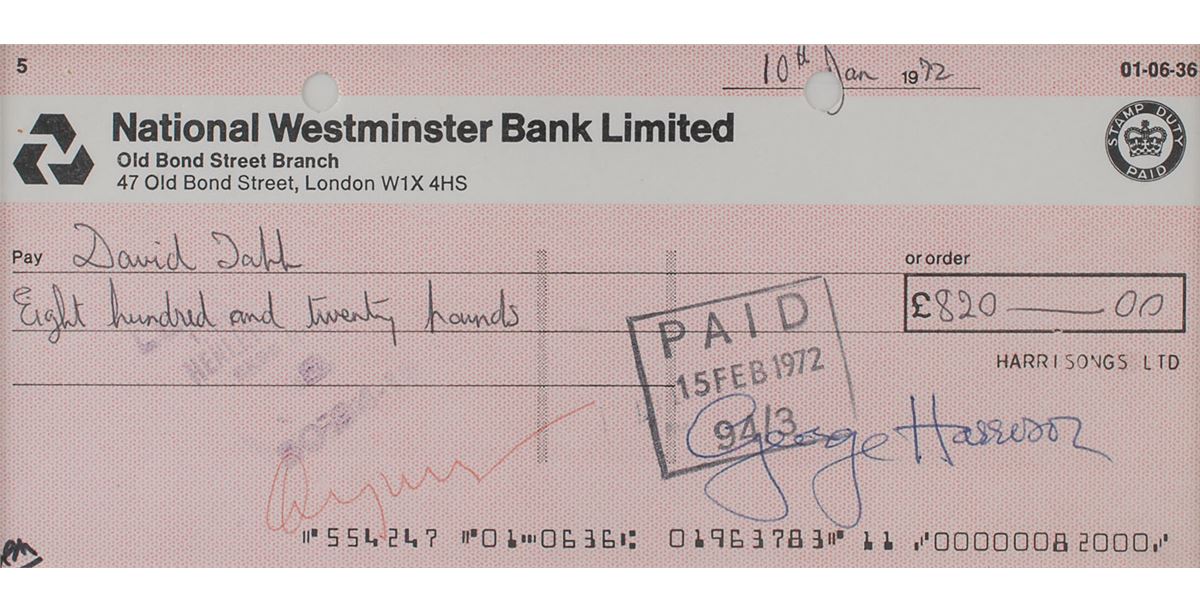 5
10th Jan 1972
01-06-36
National Westminster Bank Limited
Old Bond Street Branch
47 Old Bond Street, London W1X 4HS
STAMP DUTY PAID
Pay David
or order
Eight hundred and twenty pounds
£820 — 00
HARRISONGS LTD
PAID
15 FEB 1972
94/3
George Harrison
554247 01 0636 01963783 11 0000082000